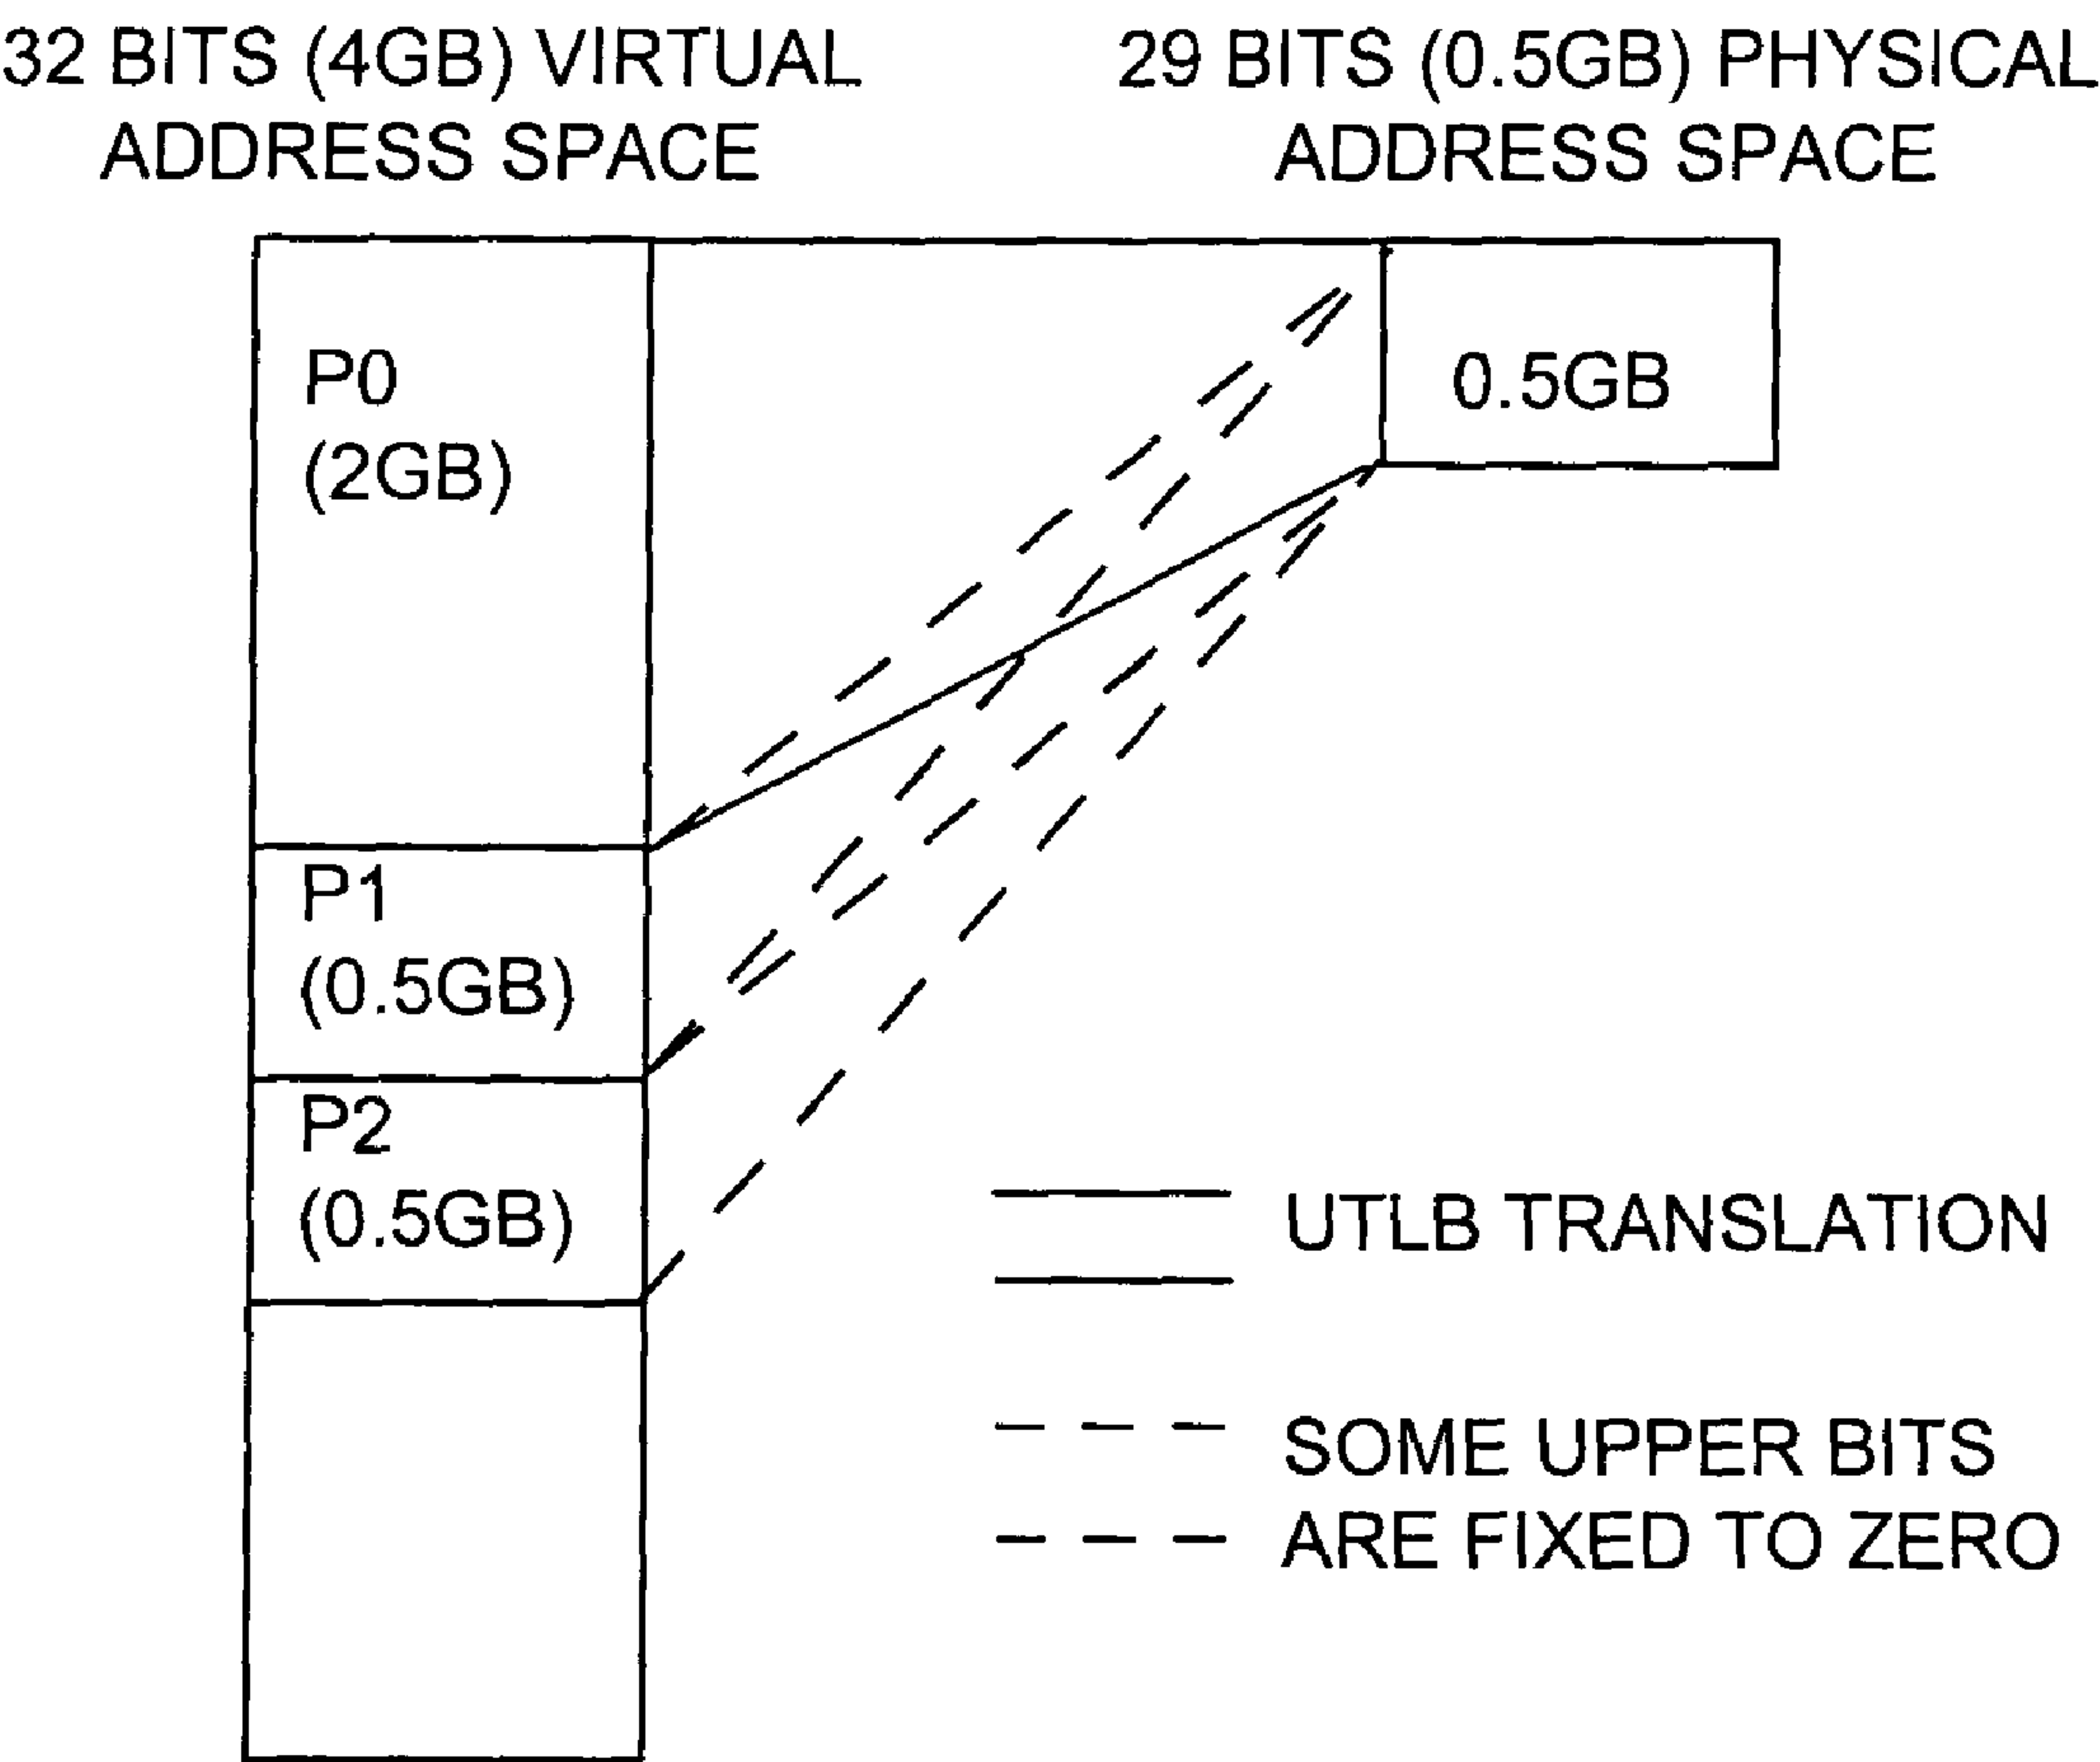 32 BITS (4GB) VIRTUAL
ADDRESS SPACE
29 BITS (0.5GB) PHYSICAL
ADDRESS SPACE
P0
(2GB)
0.5GB
P1
(0.5GB)
P2
(0.5GB)
UTLB TRANSLATION
SOME UPPER BITS
ARE FIXED TO ZERO